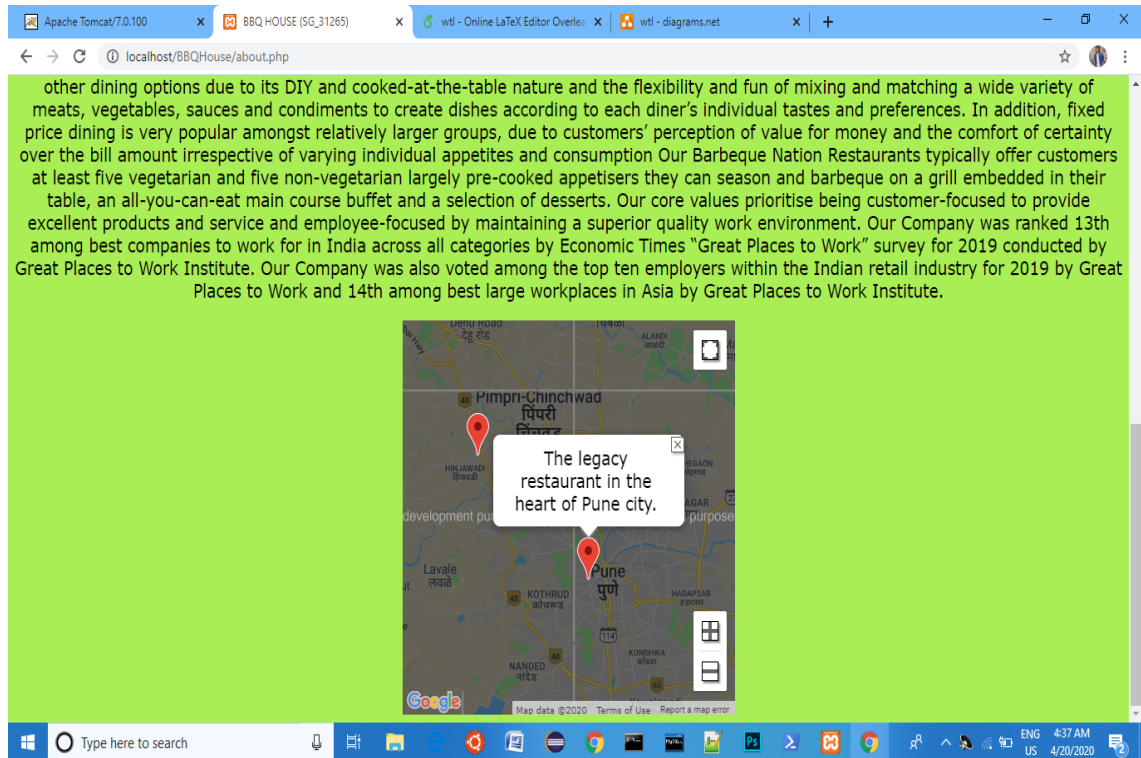 Apache Tomcat/7.0.100
BBQ HOUSE (SG_31265)
wtl - Online LaTeX Editor Overlea
wtl - diagrams.net
localhost/BBQHouse/about.php
other dining options due to its DIY and cooked-at-the-table nature and the flexibility and fun of mixing and matching a wide variety of
meats, vegetables, sauces and condiments to create dishes according to each diner’s individual tastes and preferences. In addition, fixed
price dining is very popular amongst relatively larger groups, due to customers’ perception of value for money and the comfort of certainty
over the bill amount irrespective of varying individual appetites and consumption Our Barbeque Nation Restaurants typically offer customers
at least five vegetarian and five non-vegetarian largely pre-cooked appetisers they can season and barbeque on a grill embedded in their
table, an all-you-can-eat main course buffet and a selection of desserts. Our core values prioritise being customer-focused to provide
excellent products and service and employee-focused by maintaining a superior quality work environment. Our Company was ranked 13th
among best companies to work for in India across all categories by Economic Times “Great Places to Work” survey for 2019 conducted by
Great Places to Work Institute. Our Company was also voted among the top ten employers within the Indian retail industry for 2019 by Great
Places to Work and 14th among best large workplaces in Asia by Great Places to Work Institute.
Dehu Road
देहू रोड
ALANDI
आळंदी
48
Pimpri-Chinchwad
पिंपरी
चिंचवड
HINJAWADI
हिंजवडी
The legacy
restaurant in the
heart of Pune city.
development pur
purpose
Lavale
लवळे
Pune
पुणे
48
KOTHRUD
कोथरूड
HADAPSAR
हडपसर
114
KONDHWA
कोंढवा
NANDED
नांदेड
48
65
Google
Map data ©2020
Terms of Use
Report a map error
Type here to search
ENG
US
4:37 AM
4/20/2020
2